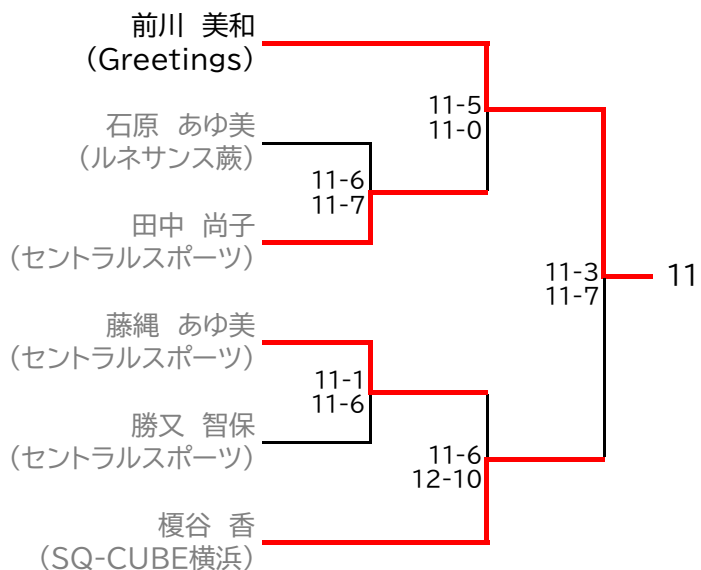 前川 美和
(Greetings)
石原 あゆ美
(ルネサンス蕨)
田中 尚子
(セントラルスポーツ)
藤縄 あゆ美
(セントラルスポーツ)
勝又 智保
(セントラルスポーツ)
榎谷 香
(SQ-CUBE横浜)
11-6
11-7
11-1
11-6
11-5
11-0
11-6
12-10
11-3
11-7
11